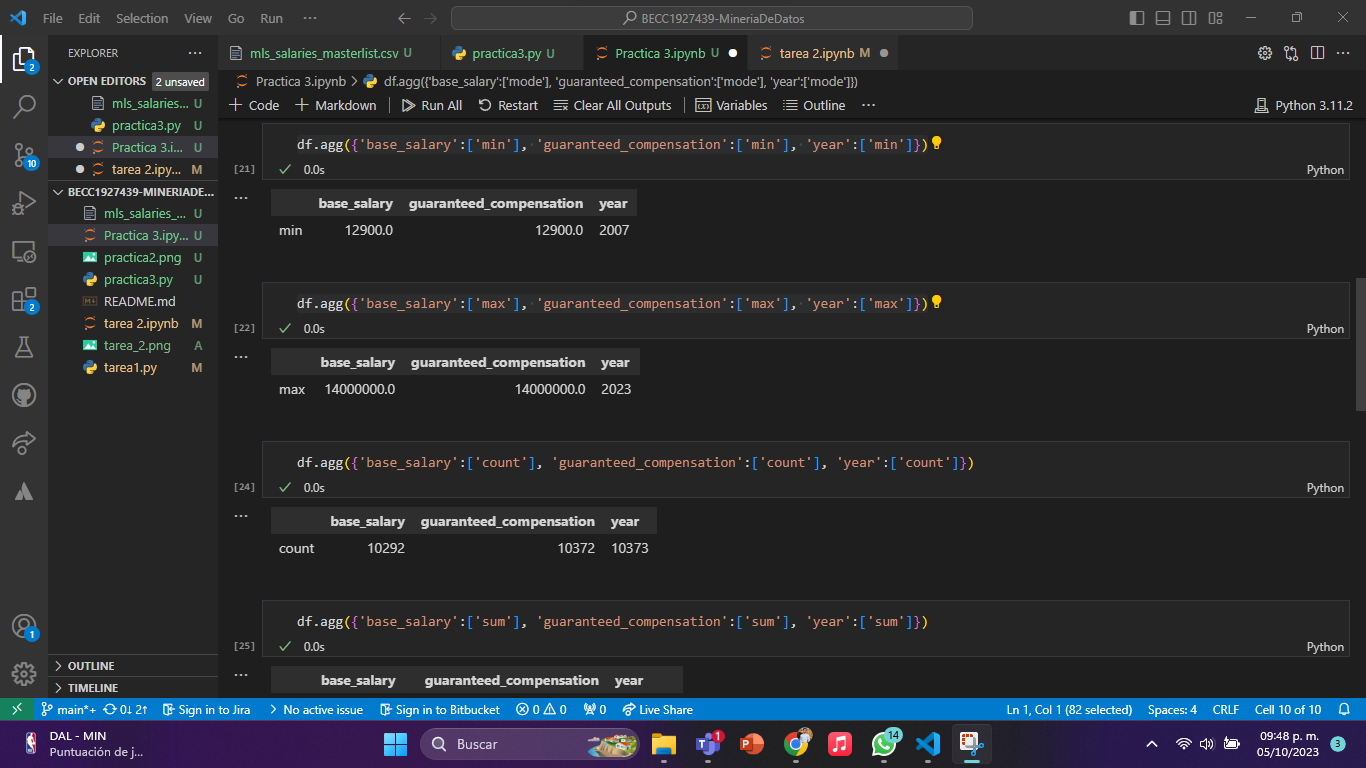 File Edit Selection View Go Run ··· BECC1927439-MineriaDeDatos
EXPLORER ···
OPEN EDITORS 2 unsaved
mls_salaries... U
practica3.py U
Practica 3.i... U
tarea 2.ipy... M
BECC1927439-MINERIADE...
mls_salaries_... U
Practica 3.ipy... U
practica2.png U
practica3.py U
README.md
tarea 2.ipynb M
tarea_2.png A
tarea1.py M
OUTLINE
TIMELINE
2
10
2
1
mls_salaries_masterlist.csv U practica3.py U Practica 3.ipynb U tarea 2.ipynb M
Practica 3.ipynb > df.agg({'base_salary':['mode'], 'guaranteed_compensation':['mode'], 'year':['mode']})
+ Code + Markdown Run All Restart Clear All Outputs Variables Outline ··· Python 3.11.2
df.agg({'base_salary':['min'], 'guaranteed_compensation':['min'], 'year':['min']})
[21] 0.0s Python
base_salary guaranteed_compensation year
min 12900.0 12900.0 2007
df.agg({'base_salary':['max'], 'guaranteed_compensation':['max'], 'year':['max']})
[22] 0.0s Python
base_salary guaranteed_compensation year
max 14000000.0 14000000.0 2023
df.agg({'base_salary':['count'], 'guaranteed_compensation':['count'], 'year':['count']})
[24] 0.0s Python
base_salary guaranteed_compensation year
count 10292 10372 10373
df.agg({'base_salary':['sum'], 'guaranteed_compensation':['sum'], 'year':['sum']})
[25] 0.0s Python
base_salary guaranteed_compensation year
main*+ 0↓ 2↑ Sign in to Jira No active issue Sign in to Bitbucket 0 0 0 Live Share Ln 1, Col 1 (82 selected) Spaces: 4 CRLF Cell 10 of 10
DAL - MIN
Puntuación de j...
Buscar
1
14
09:48 p. m.
05/10/2023
3